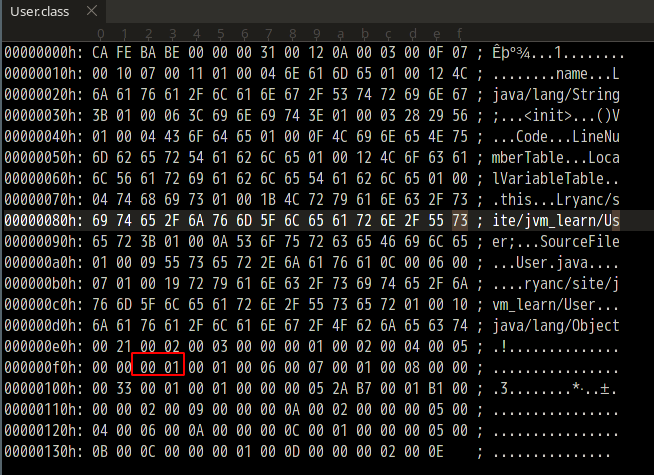 User.class ×
0 1 2 3 4 5 6 7 8 9 a b c d e f
00000000h: CA FE BA BE 00 00 00 31 00 12 0A 00 03 00 0F 07 ; Êþº¾...1........
00000010h: 00 10 07 00 11 01 00 04 6E 61 6D 65 01 00 12 4C ; ........name...L
00000020h: 6A 61 76 61 2F 6C 61 6E 67 2F 53 74 72 69 6E 67 ; java/lang/String
00000030h: 3B 01 00 06 3C 69 6E 69 74 3E 01 00 03 28 29 56 ; ;...<init>...()V
00000040h: 01 00 04 43 6F 64 65 01 00 0F 4C 69 6E 65 4E 75 ; ...Code...LineNu
00000050h: 6D 62 65 72 54 61 62 6C 65 01 00 12 4C 6F 63 61 ; mberTable...Loca
00000060h: 6C 56 61 72 69 61 62 6C 65 54 61 62 6C 65 01 00 ; lVariableTable..
00000070h: 04 74 68 69 73 01 00 1B 4C 72 79 61 6E 63 2F 73 ; .this...Lryanc/s
00000080h: 69 74 65 2F 6A 76 6D 5F 6C 65 61 72 6E 2F 55 73 ; ite/jvm_learn/Us
00000090h: 65 72 3B 01 00 0A 53 6F 75 72 63 65 46 69 6C 65 ; er;...SourceFile
000000a0h: 01 00 09 55 73 65 72 2E 6A 61 76 61 0C 00 06 00 ; ...User.java....
000000b0h: 07 01 00 19 72 79 61 6E 63 2F 73 69 74 65 2F 6A ; ....ryanc/site/j
000000c0h: 76 6D 5F 6C 65 61 72 6E 2F 55 73 65 72 01 00 10 ; vm_learn/User...
000000d0h: 6A 61 76 61 2F 6C 61 6E 67 2F 4F 62 6A 65 63 74 ; java/lang/Object
000000e0h: 00 21 00 02 00 03 00 00 00 01 00 02 00 04 00 05 ; .!..............
000000f0h: 00 00 00 01 00 01 00 06 00 07 00 01 00 08 00 00 ; ................
00000100h: 00 33 00 01 00 01 00 00 00 05 2A B7 00 01 B1 00 ; .3........*·..±.
00000110h: 00 00 02 00 09 00 00 00 0A 00 02 00 00 00 05 00 ; ................
00000120h: 04 00 06 00 0A 00 00 00 0C 00 01 00 00 00 05 00 ; ................
00000130h: 0B 00 0C 00 00 00 01 00 0D 00 00 00 02 00 0E ; ...............